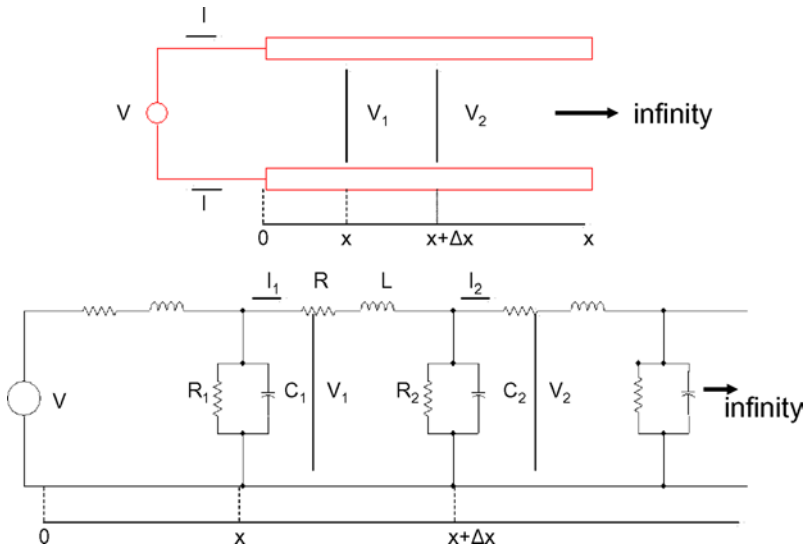 I
V V₁ V₂ infinity
I
0 x x+Δx x
I₁ R L I₂
V R₁ C₁ V₁ R₂ C₂ V₂ infinity
0 x x+Δx